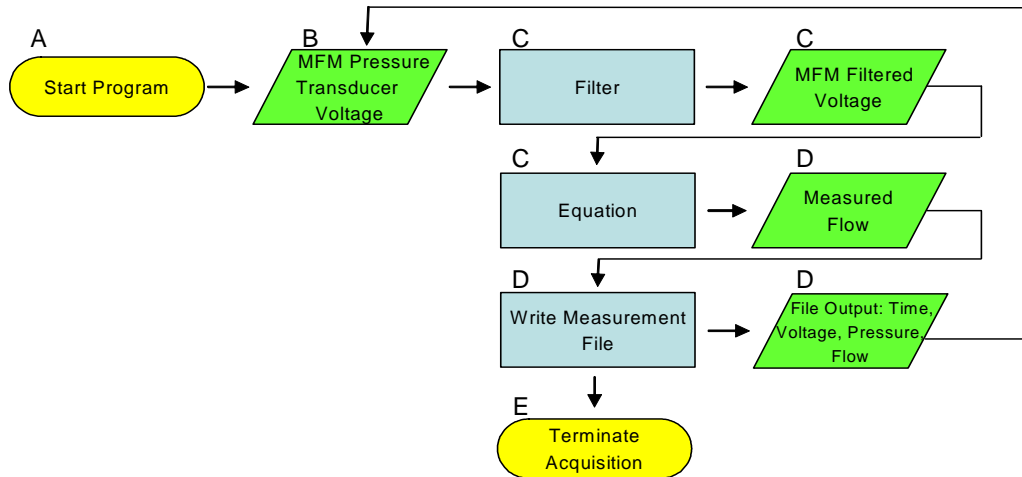 A
Start Program
B
MFM Pressure
Transducer
Voltage
C
Filter
C
MFM Filtered
Voltage
C
Equation
D
Measured
Flow
D
Write Measurement
File
D
File Output: Time,
Voltage, Pressure,
Flow
E
Terminate
Acquisition